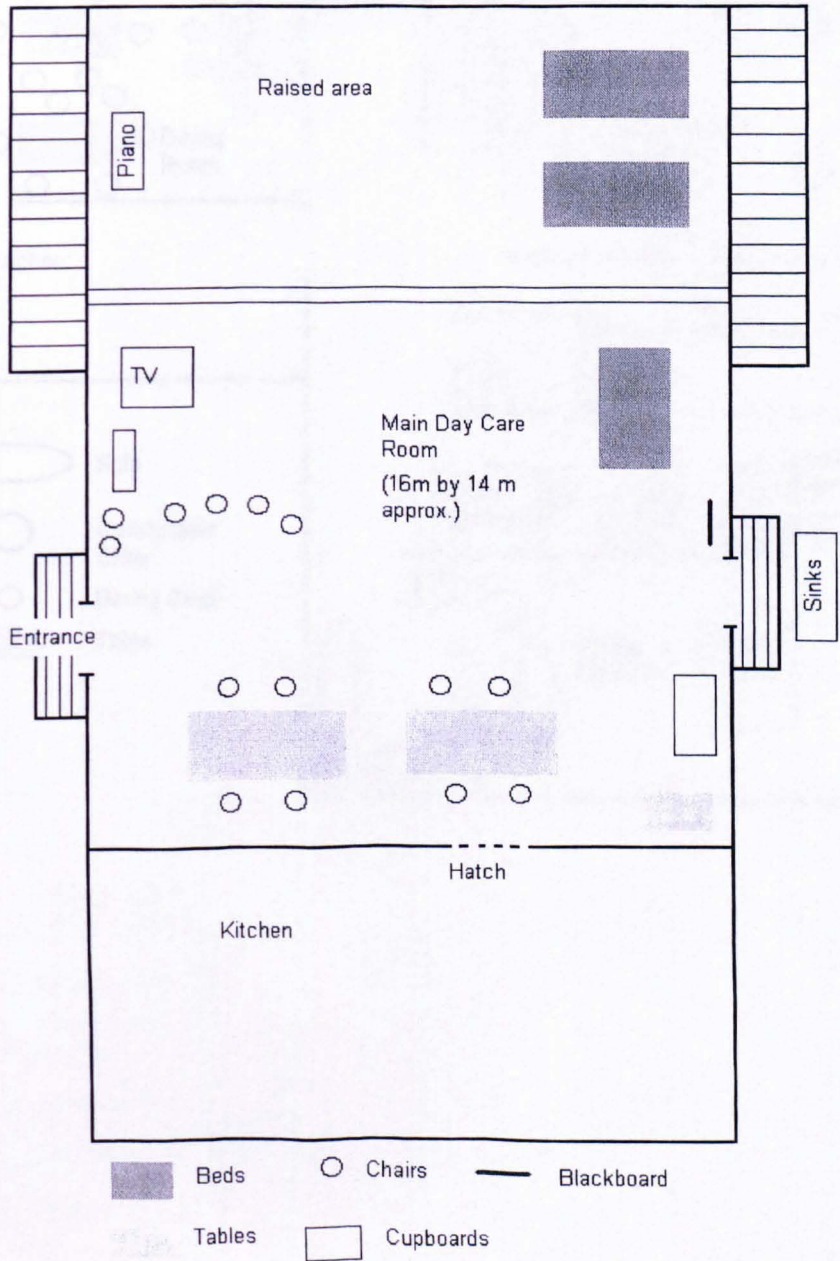 Raised area
Piano
TV
Main Day Care
Room
(16m by 14 m
approx.)
Entrance
Sinks
Hatch
Kitchen
Beds
Chairs
Blackboard
Tables
Cupboards